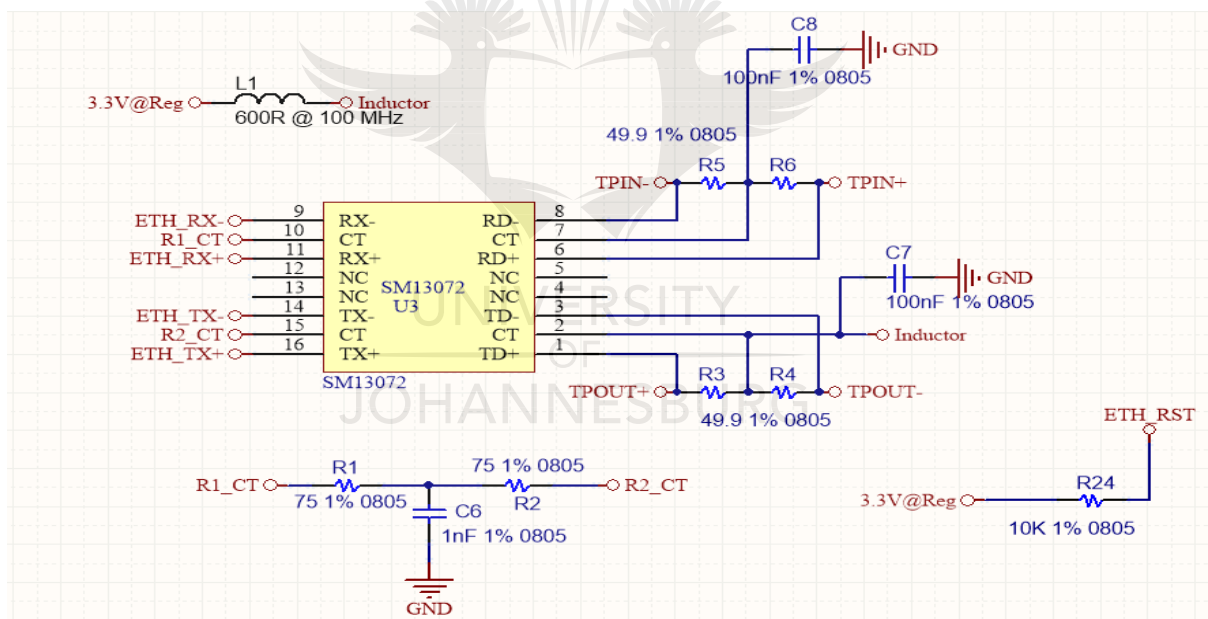 C8
GND
100nF 1% 0805
L1
3.3V@Reg
Inductor
600R @ 100 MHz
49.9 1% 0805
R5
R6
TPIN-
TPIN+
ETH_RX-
9
RX-
RD-
8
R1_CT
10
CT
CT
7
ETH_RX+
11
RX+
RD+
6
12
NC
NC
5
13
NC
NC
4
SM13072
U3
ETH_TX-
14
TX-
TD-
3
R2_CT
15
CT
CT
2
ETH_TX+
16
TX+
TD+
1
SM13072
C7
GND
100nF 1% 0805
Inductor
TPOUT+
R3
R4
TPOUT-
49.9 1% 0805
UNIVERSITY
OF
JOHANNESBURG
ETH_RST
R1_CT
R1
75 1% 0805
75 1% 0805
R2
R2_CT
C6
1nF 1% 0805
GND
3.3V@Reg
R24
10K 1% 0805